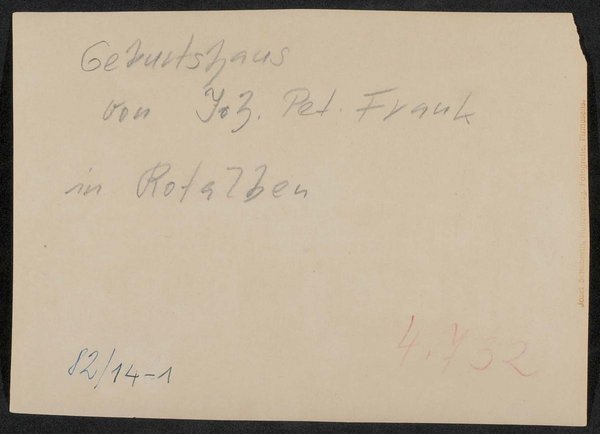 Geburtshaus
von Joh. Pet. Frank
in Rotalben
82/14-1
4.732